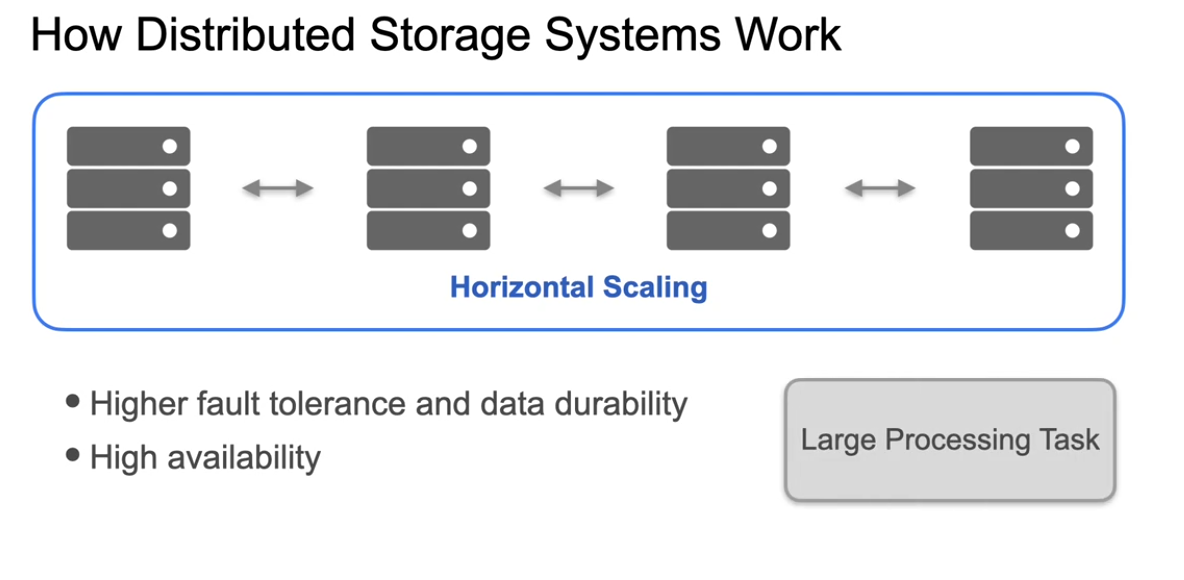 How Distributed Storage Systems Work
Horizontal Scaling
• Higher fault tolerance and data durability
• High availability
Large Processing Task